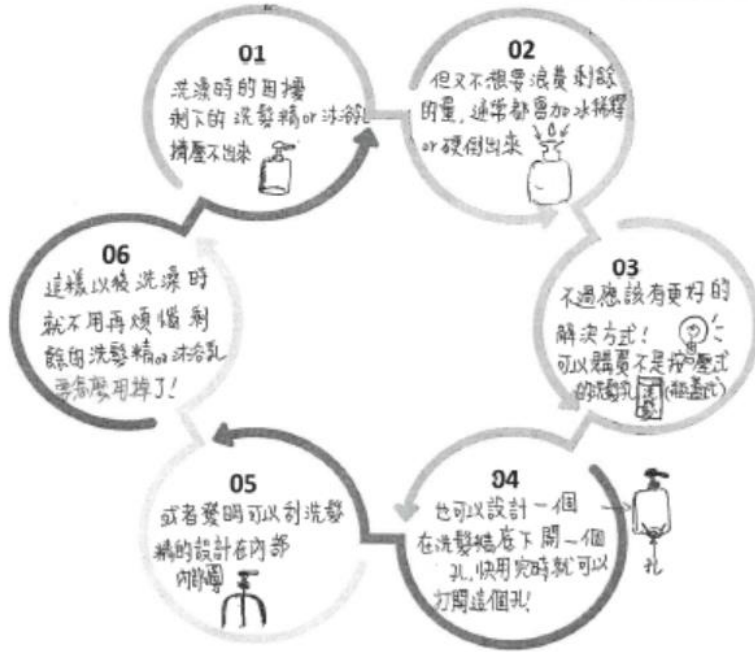 01
洗澡時的困擾
剩下的洗髮精or沐浴乳
擠壓不出來
02
但又不想要浪費剩餘
的量，通常都會加水稀釋
or硬倒出來
03
不過應該有更好的
解決方式！
可以購買不是按壓式
的洗髮乳(瓶蓋式)
04
也可以設計一個
在洗髮精底下開一個
孔，快用完時就可以
打開這個孔！
孔
05
或者發明可以刮洗髮
精的設計在內部
06
這樣以後洗澡時
就不用再煩惱剩
餘的洗髮精or沐浴乳
要怎麼用掉了！